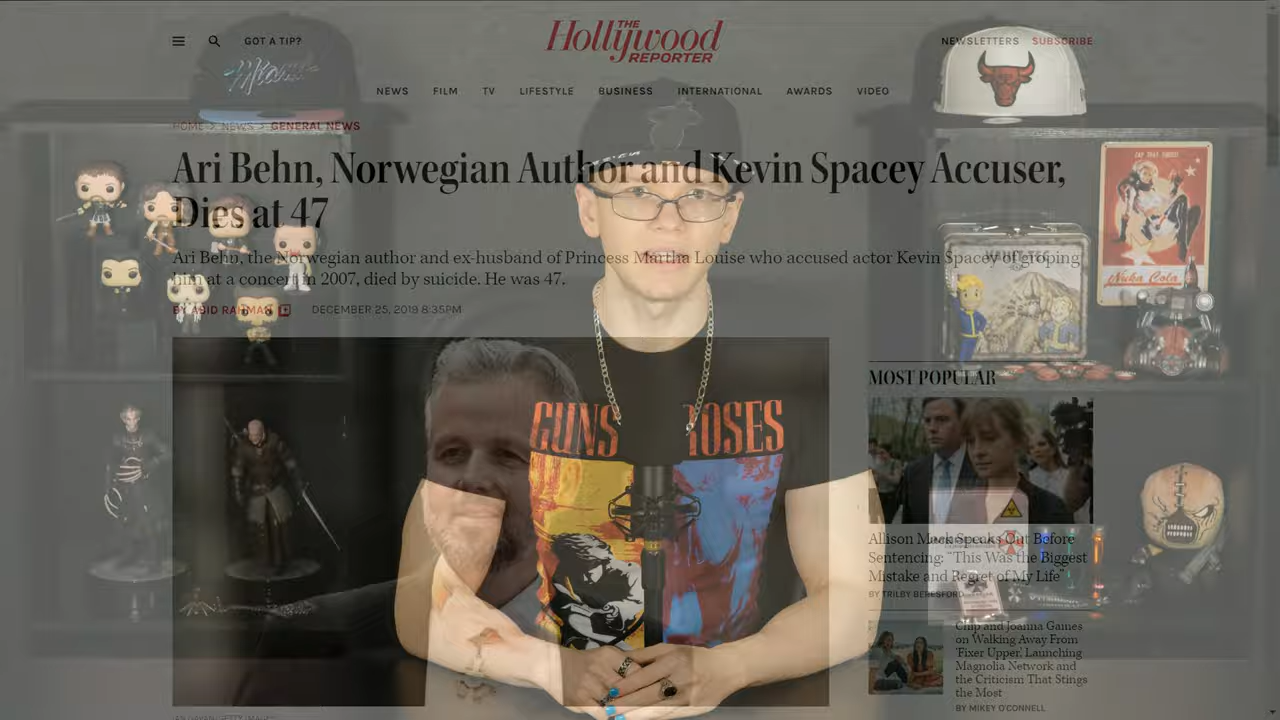 GOT A TIP?
THE
Hollywood
REPORTER
NEWSLETTERS SUBSCRIBE
NEWS FILM TV LIFESTYLE BUSINESS INTERNATIONAL AWARDS VIDEO
HOME > NEWS > GENERAL NEWS
Miami
Ari Behn, Norwegian Author and Kevin Spacey Accuser,
Dies at 47
Ari Behn, the Norwegian author and ex-husband of Princess Märtha Louise who accused actor Kevin Spacey of groping
him at a concert in 2007, died by suicide. He was 47.
BY ABID RAHMAN
DECEMBER 25, 2019 8:35PM
Nuka Cola
GUNS ROSES
MOST POPULAR
Allison Mack Speaks Out Before
Sentencing: “This Was the Biggest
Mistake and Regret of My Life”
BY TRILBY BERESFORD
Chip and Joanna Gaines
on Walking Away From
‘Fixer Upper,’ Launching
Magnolia Network and
the Criticism That Stings
the Most
BY MIKEY O'CONNELL